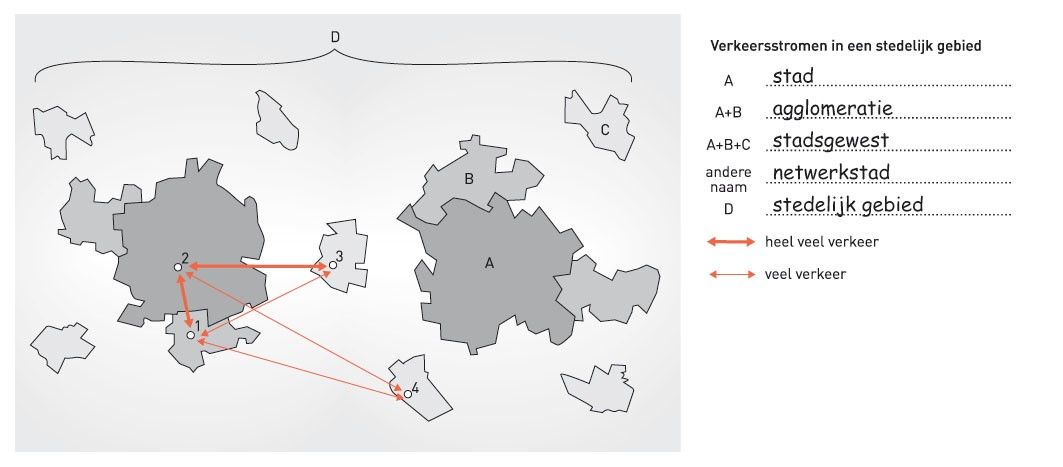 D
Verkeersstromen in een stedelijk gebied
A stad
A+B agglomeratie
A+B+C stadsgewest
andere
naam netwerkstad
D stedelijk gebied
heel veel verkeer
veel verkeer
C
B
A
2
3
1
4